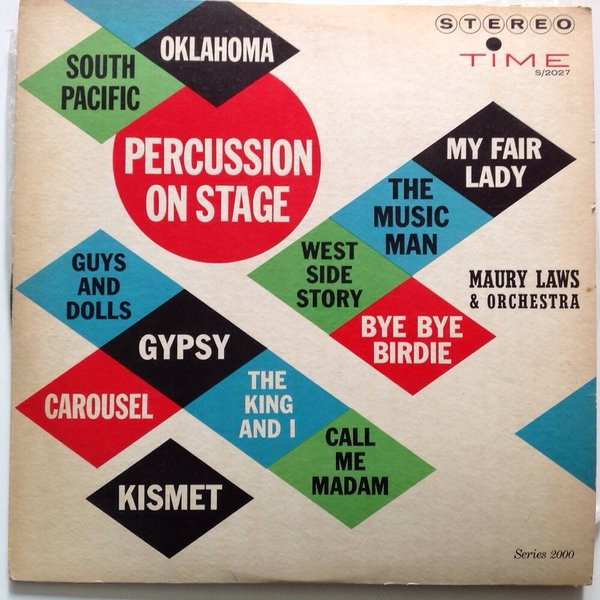 STEREO
TIME
S/2027
OKLAHOMA
SOUTH
PACIFIC
PERCUSSION
ON STAGE
MY FAIR
LADY
THE
MUSIC
MAN
WEST
SIDE
STORY
BYE BYE
BIRDIE
MAURY LAWS
& ORCHESTRA
GUYS
AND
DOLLS
GYPSY
CAROUSEL
THE
KING
AND I
CALL
ME
MADAM
KISMET
Series 2000